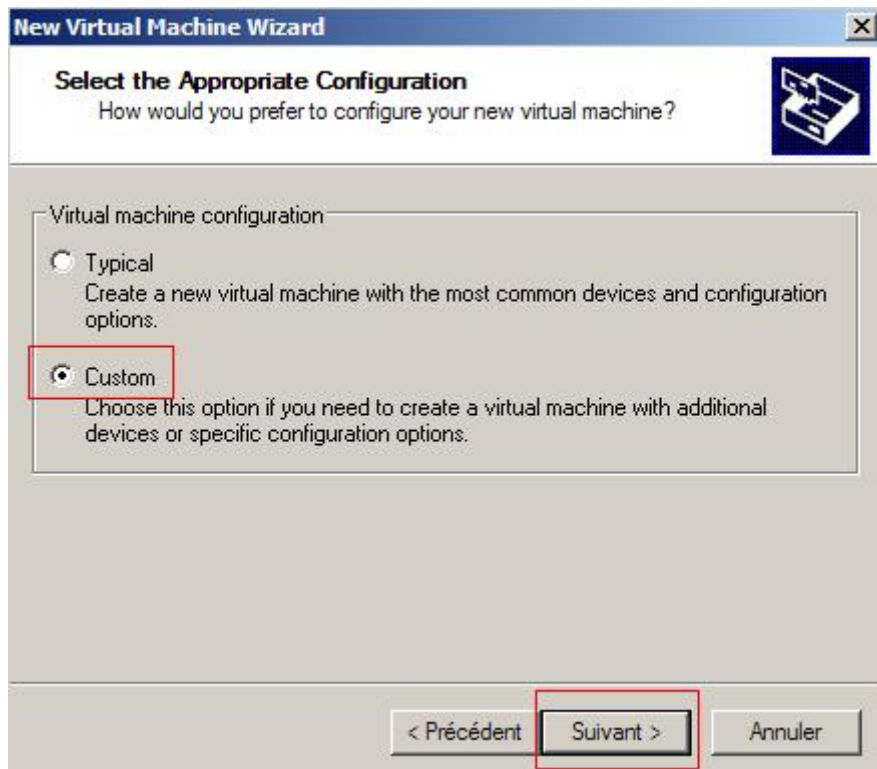 New Virtual Machine Wizard
Select the Appropriate Configuration
How would you prefer to configure your new virtual machine?
Virtual machine configuration
Typical
Create a new virtual machine with the most common devices and configuration
options.
Custom
Choose this option if you need to create a virtual machine with additional
devices or specific configuration options.
< Précédent
Suivant >
Annuler